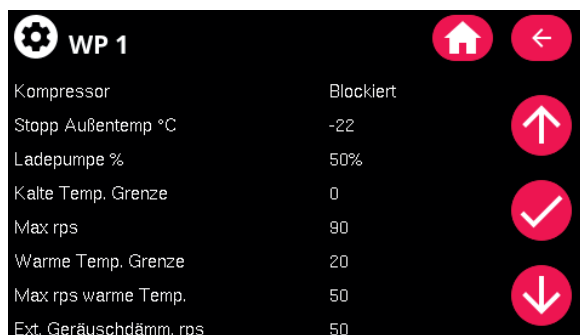 WP 1
Kompressor Blockiert
Stopp Außentemp °C -22
Ladepumpe % 50%
Kalte Temp. Grenze 0
Max rps 90
Warme Temp. Grenze 20
Max rps warme Temp. 50
Ext. Geräuschdämm. rps 50